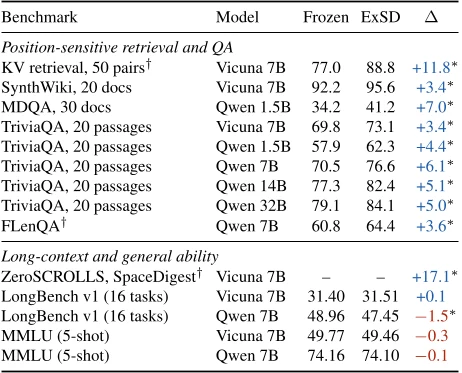 Benchmark Model Frozen ExSD Δ
Position-sensitive retrieval and QA
KV retrieval, 50 pairs† Vicuna 7B 77.0 88.8 +11.8*
SynthWiki, 20 docs Vicuna 7B 92.2 95.6 +3.4*
MDQA, 30 docs Qwen 1.5B 34.2 41.2 +7.0*
TriviaQA, 20 passages Vicuna 7B 69.8 73.1 +3.4*
TriviaQA, 20 passages Qwen 1.5B 57.9 62.3 +4.4*
TriviaQA, 20 passages Qwen 7B 70.5 76.6 +6.1*
TriviaQA, 20 passages Qwen 14B 77.3 82.4 +5.1*
TriviaQA, 20 passages Qwen 32B 79.1 84.1 +5.0*
FLenQA† Qwen 7B 60.8 64.4 +3.6*
Long-context and general ability
ZeroSCROLLS, SpaceDigest† Vicuna 7B – – +17.1*
LongBench v1 (16 tasks) Vicuna 7B 31.40 31.51 +0.1
LongBench v1 (16 tasks) Qwen 7B 48.96 47.45 −1.5*
MMLU (5-shot) Vicuna 7B 49.77 49.46 −0.3
MMLU (5-shot) Qwen 7B 74.16 74.10 −0.1